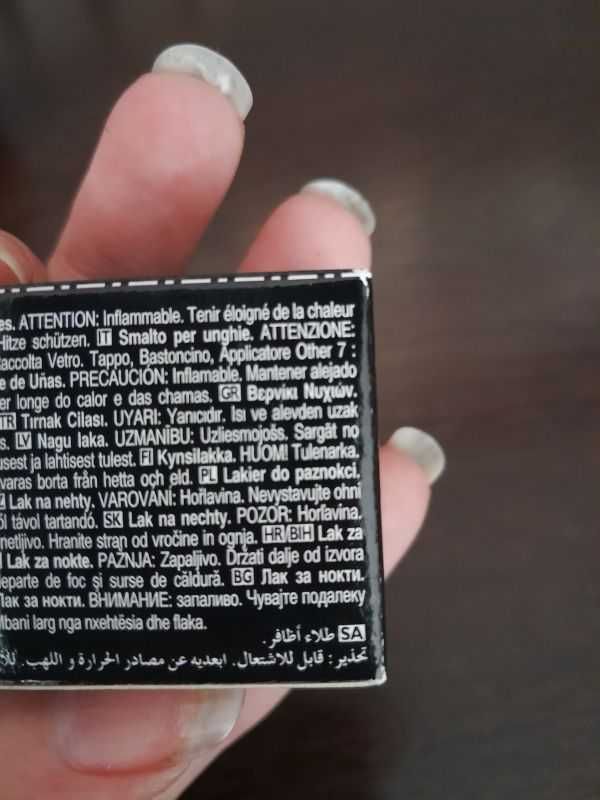 es. ATTENTION: Inflammable. Tenir éloigné de la chaleur
Hitze schützen. IT Smalto per unghie. ATTENZIONE:
Raccolta Vetro. Tappo, Bastoncino, Applicatore Other 7 :
e de Uñas. PRECAUCIÓN: Inflamable. Mantener alejado
er longe do calor e das chamas. GR Βερνίκι Νυχιών.
TR Tırnak Cilası. UYARI: Yanıcıdır. Isı ve alevden uzak
s. LV Nagu laka. UZMANĪBU: Uzliesmojošs. Sargāt no
usest ja lahtisest tulest. FI Kynsilakka. HUOM! Tulenarka.
varas borta från hetta och eld. PL Lakier do paznokci.
Z Lak na nehty. VAROVÁNÍ: Hořlavina. Nevystavujte ohni
ól távol tartandó. SK Lak na nechty. POZOR: Horľavina.
netljivo. Hranite stran od vročine in ognja. HR/BIH Lak za
Lak za nokte. PAŽNJA: Zapaljivo. Držati dalje od izvora
departe de foc și surse de căldură. BG Лак за нокти.
Лак за нокти. ВНИМАНИЕ: запаливо. Чувајте подалеку
Mbani larg nga nxehtësia dhe flaka.
SA طلاء أظافر.
تحذير: قابل للاشتعال. ابعديه عن مصادر الحرارة و اللهب.